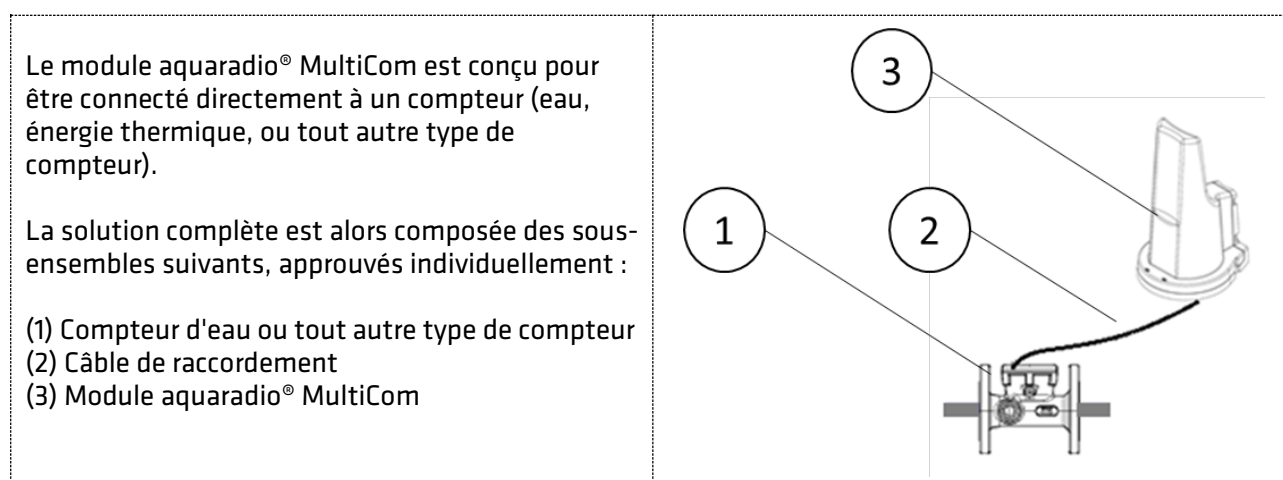 Le module aquaradio® MultiCom est conçu pour
être connecté directement à un compteur (eau,
énergie thermique, ou tout autre type de
compteur).
La solution complète est alors composée des sous-
ensembles suivants, approuvés individuellement :
(1) Compteur d'eau ou tout autre type de compteur
(2) Câble de raccordement
(3) Module aquaradio® MultiCom
3
1
2